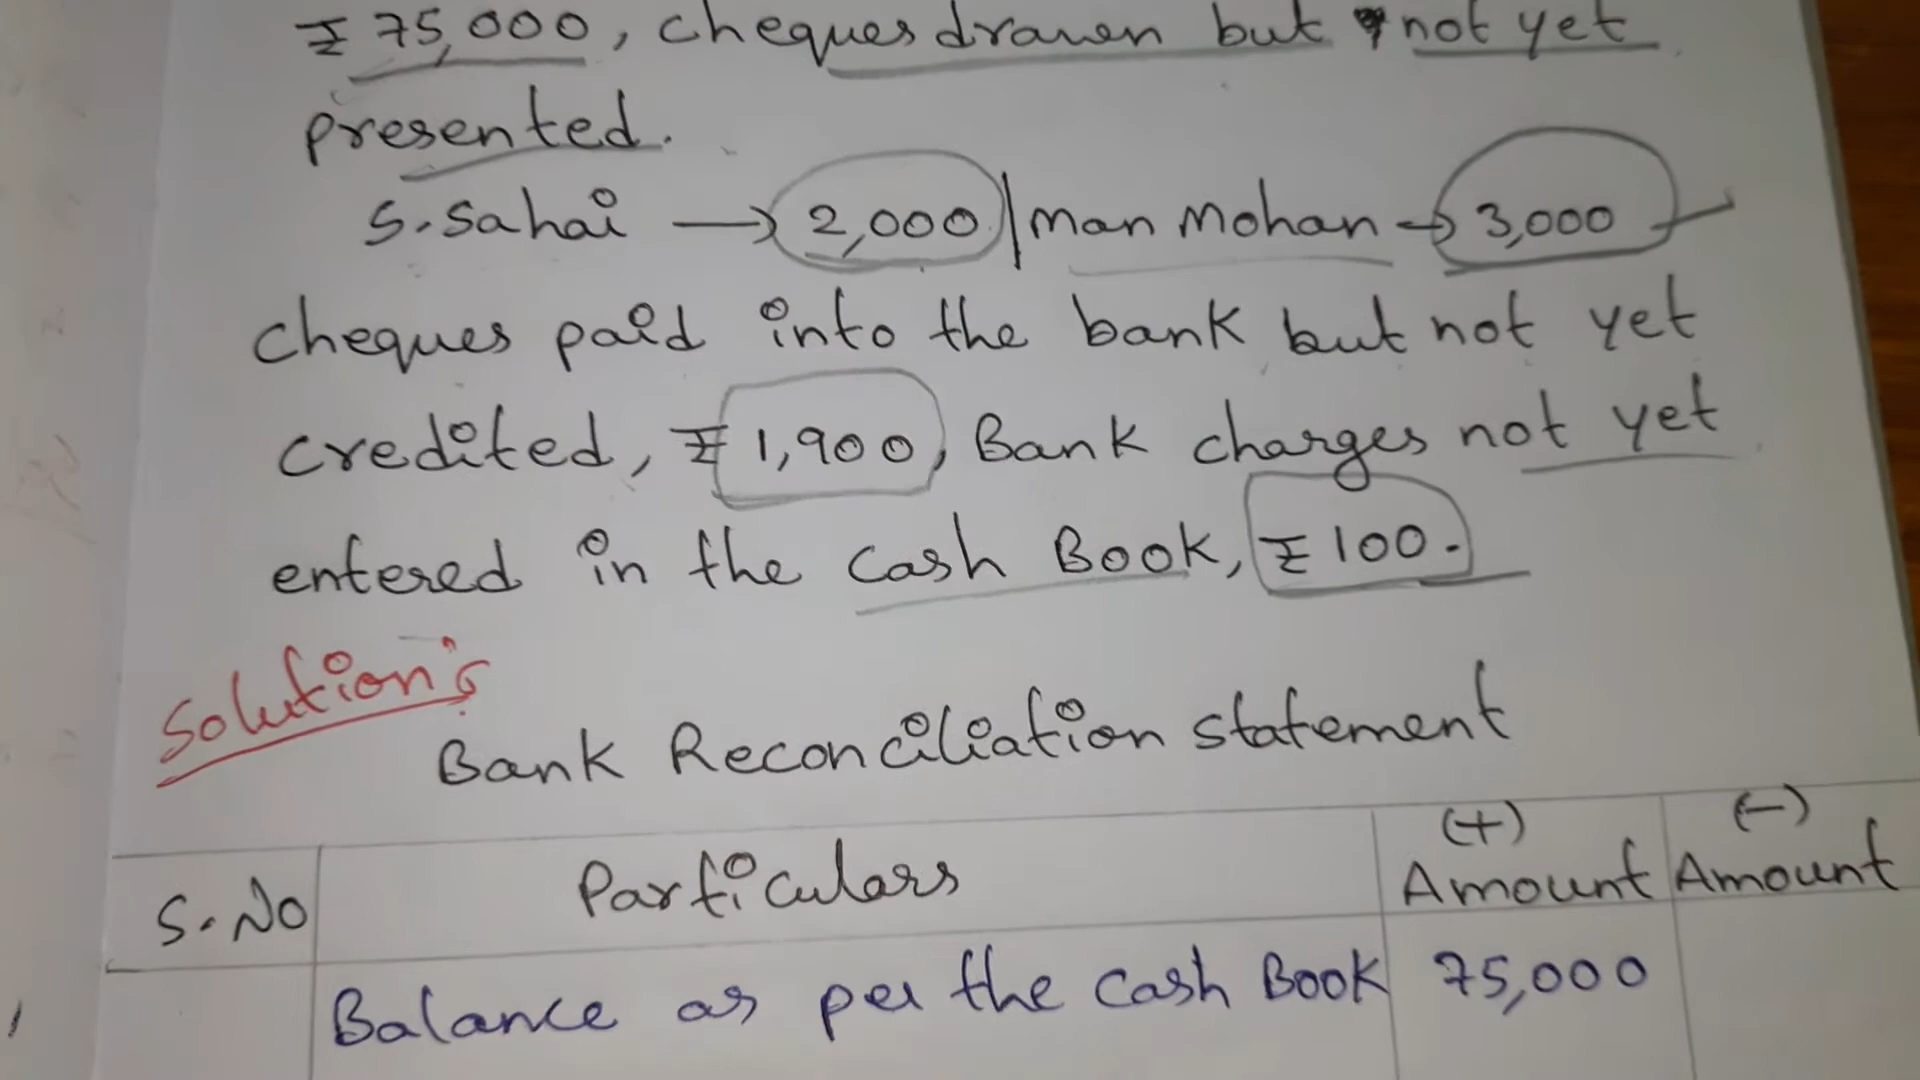 ₹ 75,000, cheques drawn but not yet
presented.
S. Sahai → 2,000 | Man Mohan → 3,000
cheques paid into the bank but not yet
credited, ₹ 1,900, Bank charges not yet
entered in the Cash Book, ₹ 100.
Solution:
Bank Reconciliation statement
S.No Particulars (+) Amount (-) Amount
Balance as per the Cash Book 75,000